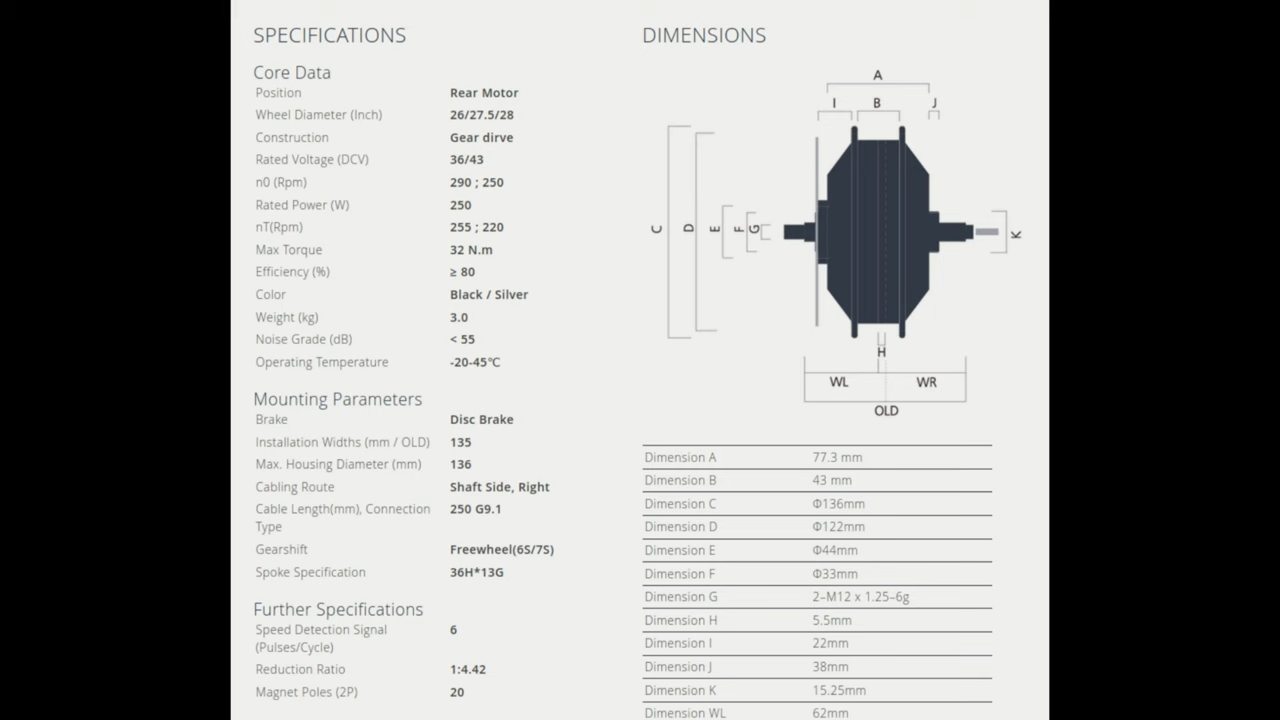 SPECIFICATIONS
Core Data
Position Rear Motor
Wheel Diameter (Inch) 26/27.5/28
Construction Gear dirve
Rated Voltage (DCV) 36/43
n0 (Rpm) 290 ; 250
Rated Power (W) 250
nT(Rpm) 255 ; 220
Max Torque 32 N.m
Efficiency (%) ≥ 80
Color Black / Silver
Weight (kg) 3.0
Noise Grade (dB) < 55
Operating Temperature -20-45℃
Mounting Parameters
Brake Disc Brake
Installation Widths (mm / OLD) 135
Max. Housing Diameter (mm) 136
Cabling Route Shaft Side, Right
Cable Length(mm), Connection 250 G9.1
Type
Gearshift Freewheel(6S/7S)
Spoke Specification 36H*13G
Further Specifications
Speed Detection Signal 6
(Pulses/Cycle)
Reduction Ratio 1:4.42
Magnet Poles (2P) 20
DIMENSIONS
A
I B J
C D E F G K
H
WL WR
OLD
Dimension A 77.3 mm
Dimension B 43 mm
Dimension C Φ136mm
Dimension D Φ122mm
Dimension E Φ44mm
Dimension F Φ33mm
Dimension G 2–M12 x 1.25–6g
Dimension H 5.5mm
Dimension I 22mm
Dimension J 38mm
Dimension K 15.25mm
Dimension WL 62mm